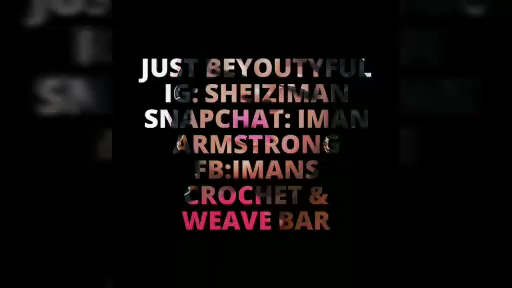 JUST BEYOUTYFUL
IG: SHEIZIMAN
SNAPCHAT: IMAN
ARMSTRONG
FB:IMANS
CROCHET &
WEAVE BAR